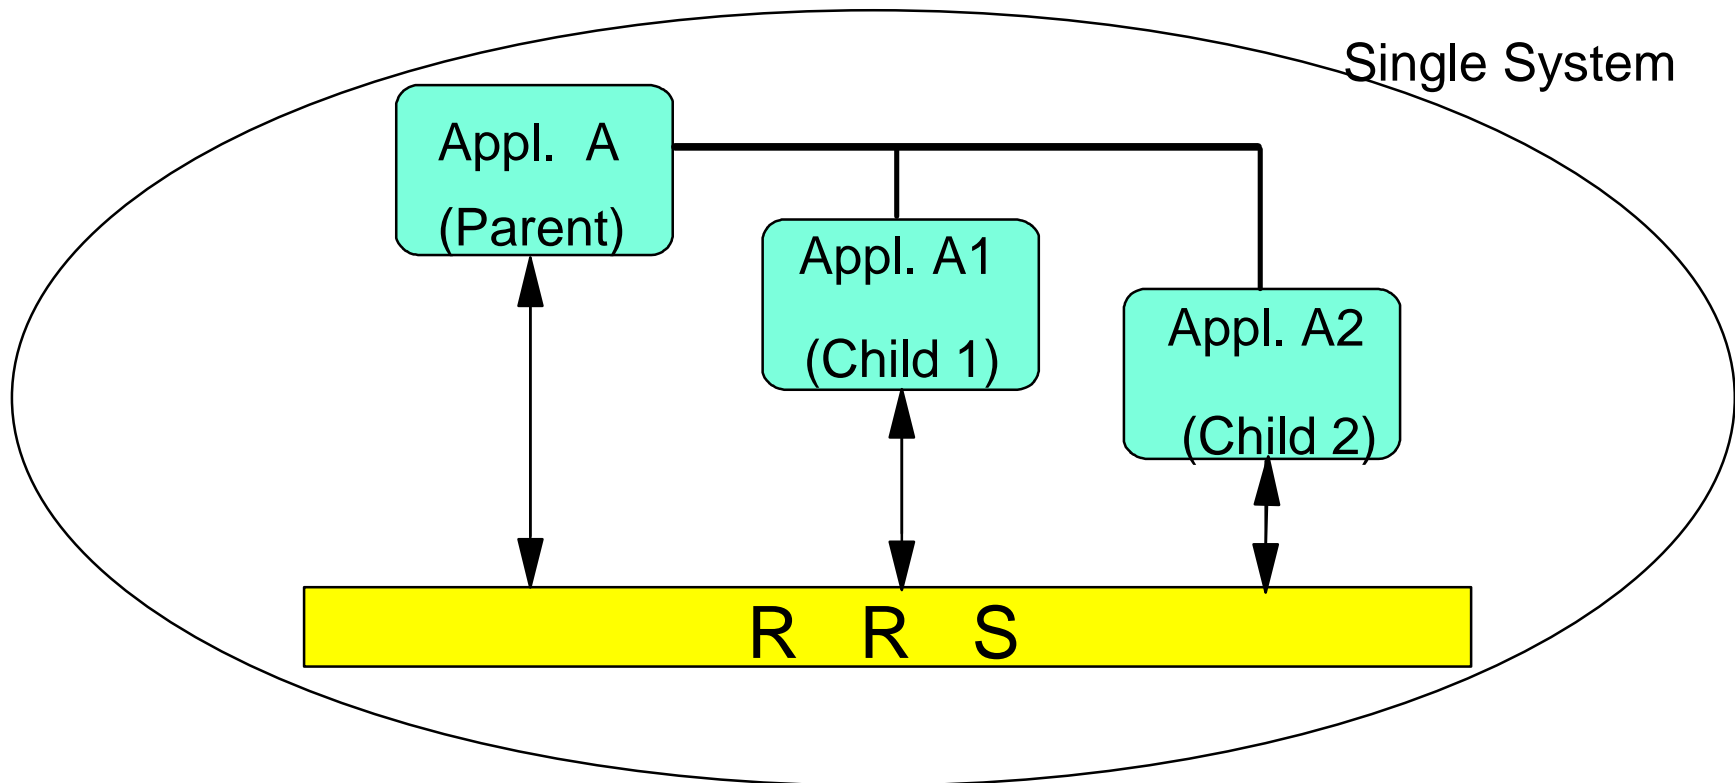 Single System
Appl. A
(Parent)
Appl. A1
(Child 1)
Appl. A2
(Child 2)
R R S